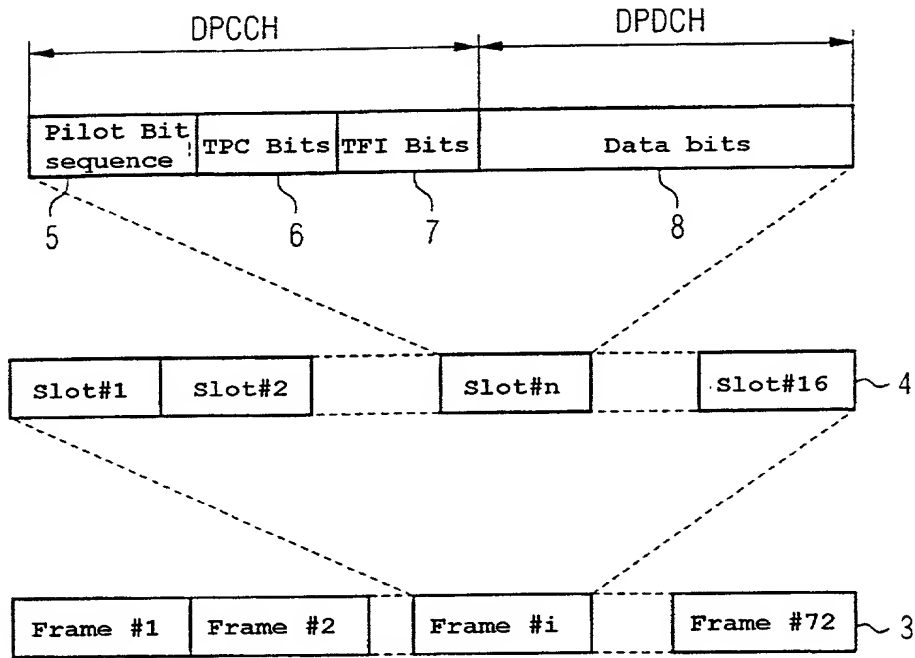 DPCCH DPDCH
Pilot Bit
sequence TPC Bits TFI Bits Data bits
5 6 7 8
Slot#1 Slot#2 Slot#n Slot#16 4
Frame #1 Frame #2 Frame #i Frame #72 3